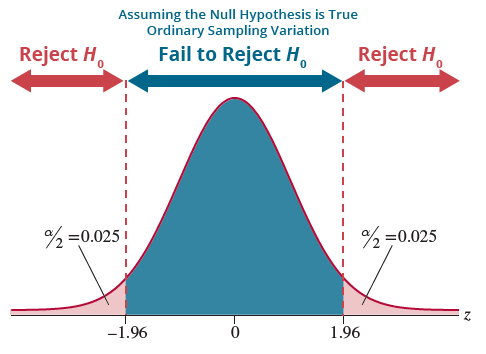 Assuming the Null Hypothesis is True
Ordinary Sampling Variation
Reject H₀ Fail to Reject H₀ Reject H₀
α/2 =0.025 α/2 =0.025
z
−1.96 0 1.96